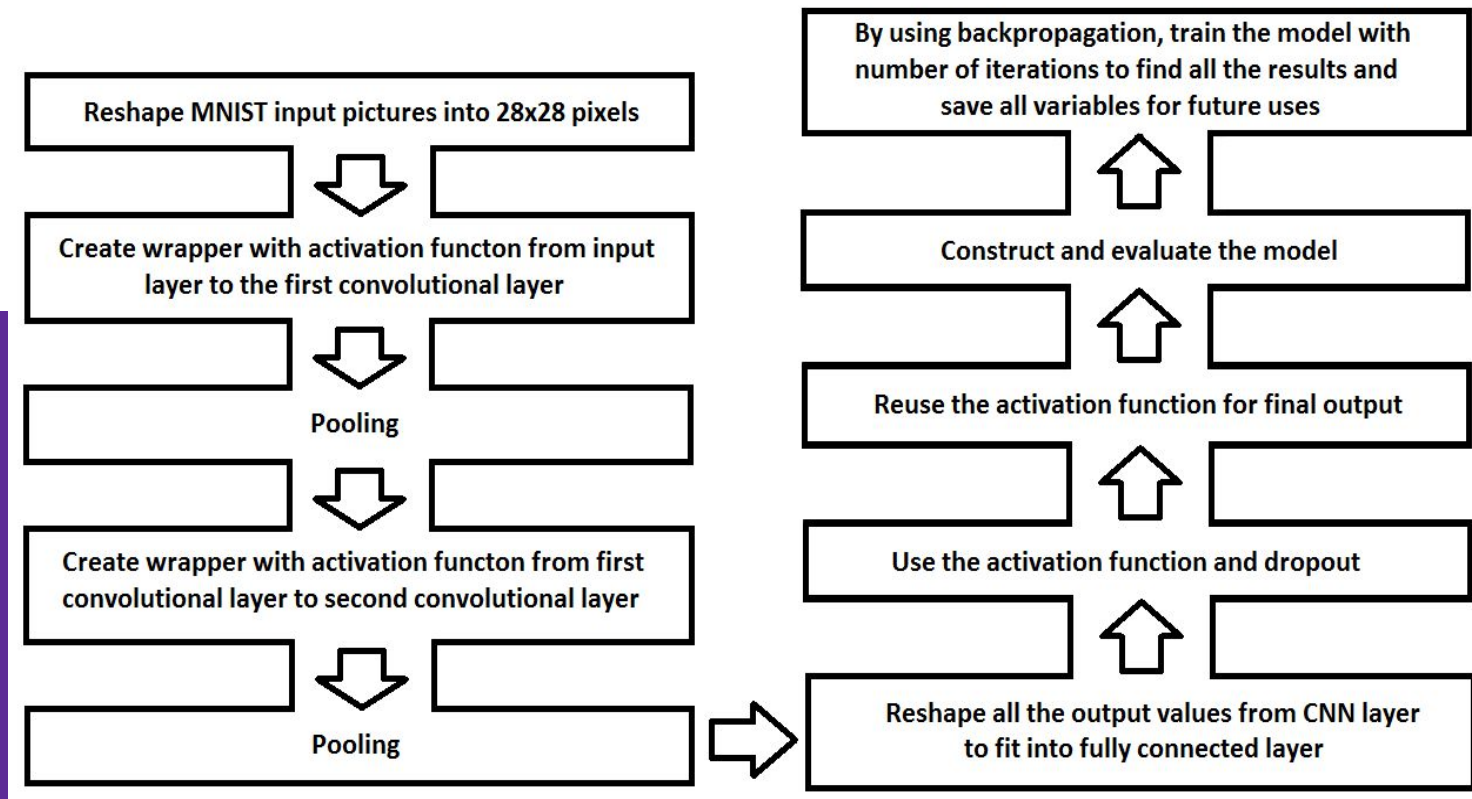 Reshape MNIST input pictures into 28x28 pixels
Create wrapper with activation functon from input
layer to the first convolutional layer
Pooling
Create wrapper with activation functon from first
convolutional layer to second convolutional layer
Pooling
Reshape all the output values from CNN layer
to fit into fully connected layer
Use the activation function and dropout
Reuse the activation function for final output
Construct and evaluate the model
By using backpropagation, train the model with
number of iterations to find all the results and
save all variables for future uses